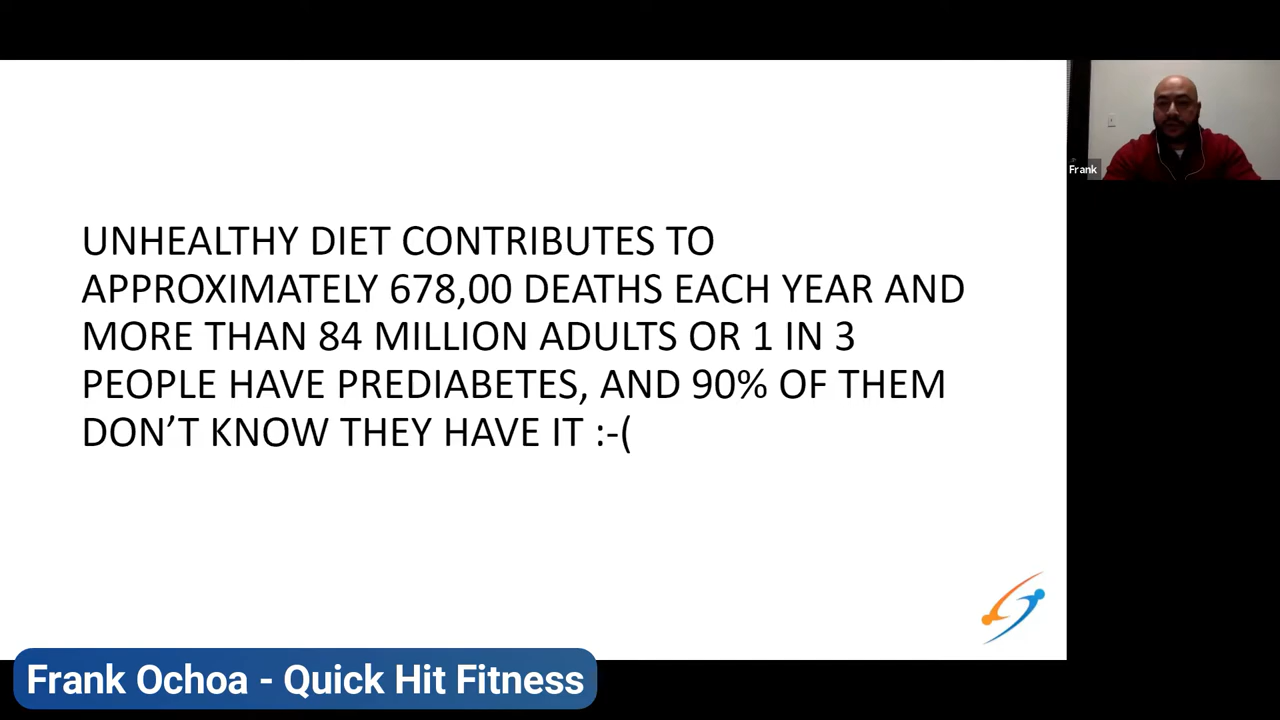 UNHEALTHY DIET CONTRIBUTES TO
APPROXIMATELY 678,00 DEATHS EACH YEAR AND
MORE THAN 84 MILLION ADULTS OR 1 IN 3
PEOPLE HAVE PREDIABETES, AND 90% OF THEM
DON'T KNOW THEY HAVE IT :-(
Frank
Frank Ochoa - Quick Hit Fitness